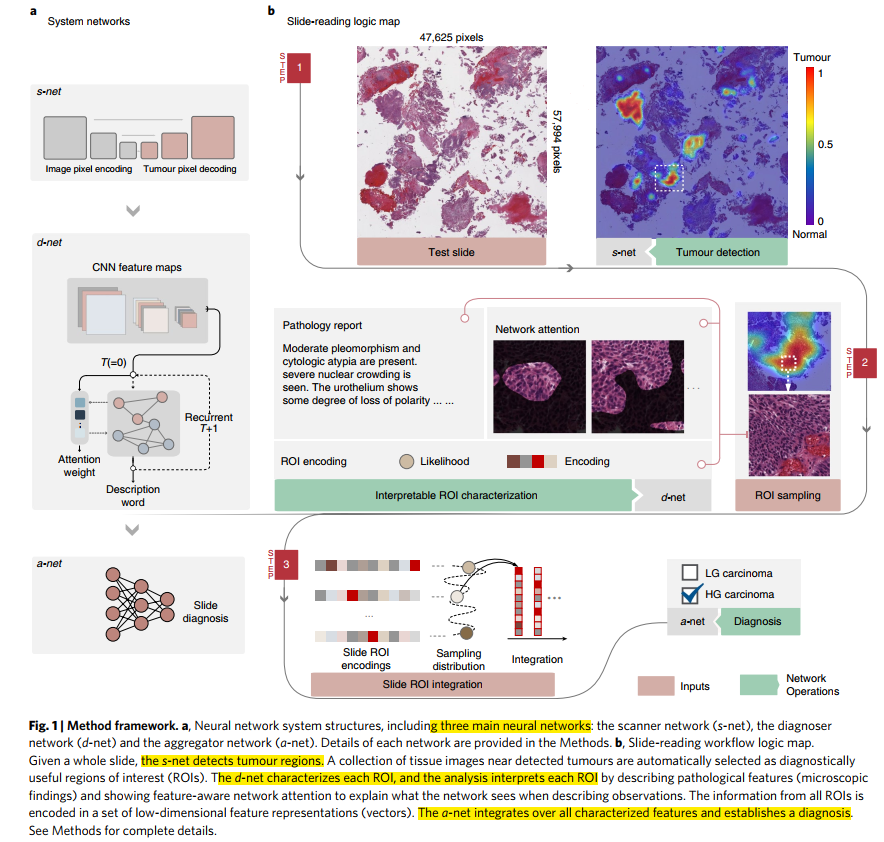 a
System networks
s-net
Image pixel encoding
Tumour pixel decoding
d-net
CNN feature maps
T(=0)
Recurrent
T+1
Attention
weight
Description
word
a-net
Slide
diagnosis
b
Slide-reading logic map
STEP
1
47,625 pixels
57,994 pixels
Test slide
Tumour
1
0.5
0
Normal
s-net
Tumour detection
STEP
2
Pathology report
Moderate pleomorphism and
cytologic atypia are present.
severe nuclear crowding is
seen. The urothelium shows
some degree of loss of polarity ... ...
Network attention
...
ROI encoding
Likelihood
Encoding
Interpretable ROI characterization
d-net
ROI sampling
STEP
3
...
...
Slide ROI
encodings
Sampling
distribution
Integration
Slide ROI integration
LG carcinoma
HG carcinoma
a-net
Diagnosis
Inputs
Network
Operations
Fig. 1 | Method framework. a, Neural network system structures, including three main neural networks: the scanner network (s-net), the diagnoser
network (d-net) and the aggregator network (a-net). Details of each network are provided in the Methods. b, Slide-reading workflow logic map.
Given a whole slide, the s-net detects tumour regions. A collection of tissue images near detected tumours are automatically selected as diagnostically
useful regions of interest (ROIs). The d-net characterizes each ROI, and the analysis interprets each ROI by describing pathological features (microscopic
findings) and showing feature-aware network attention to explain what the network sees when describing observations. The information from all ROIs is
encoded in a set of low-dimensional feature representations (vectors). The a-net integrates over all characterized features and establishes a diagnosis.
See Methods for complete details.